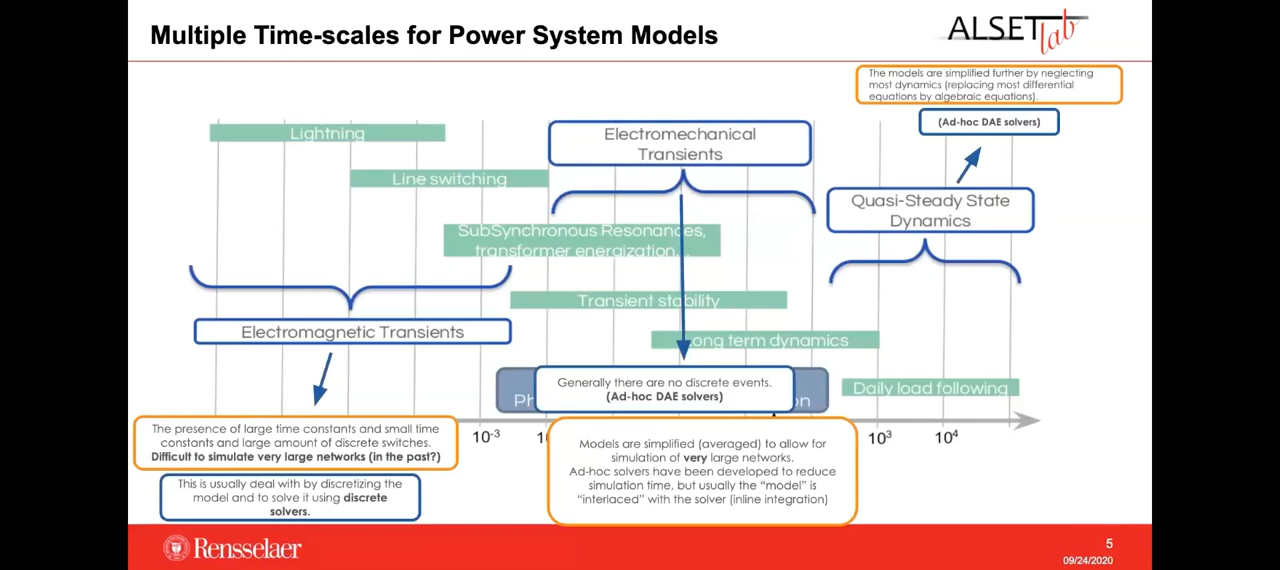 Multiple Time-scales for Power System Models
ALSET lab
The models are simplified further by neglecting
most dynamics (replacing most differential
equations by algebraic equations).
(Ad-hoc DAE solvers)
Lightning
Electromechanical
Transients
Line switching
Quasi-Steady State
Dynamics
SubSynchronous Resonances,
transformer energization...
Transient stability
Electromagnetic Transients
Long term dynamics
Generally there are no discrete events.
(Ad-hoc DAE solvers)
Daily load following
The presence of large time constants and small time
constants and large amount of discrete switches.
Difficult to simulate very large networks (in the past?)
10-3
103
104
Models are simplified (averaged) to allow for
simulation of very large networks.
Ad-hoc solvers have been developed to reduce
simulation time, but usually the "model" is
"interlaced" with the solver (inline integration)
This is usually deal with by discretizing the
model and to solve it using discrete
solvers.
Rensselaer
5
09/24/2020